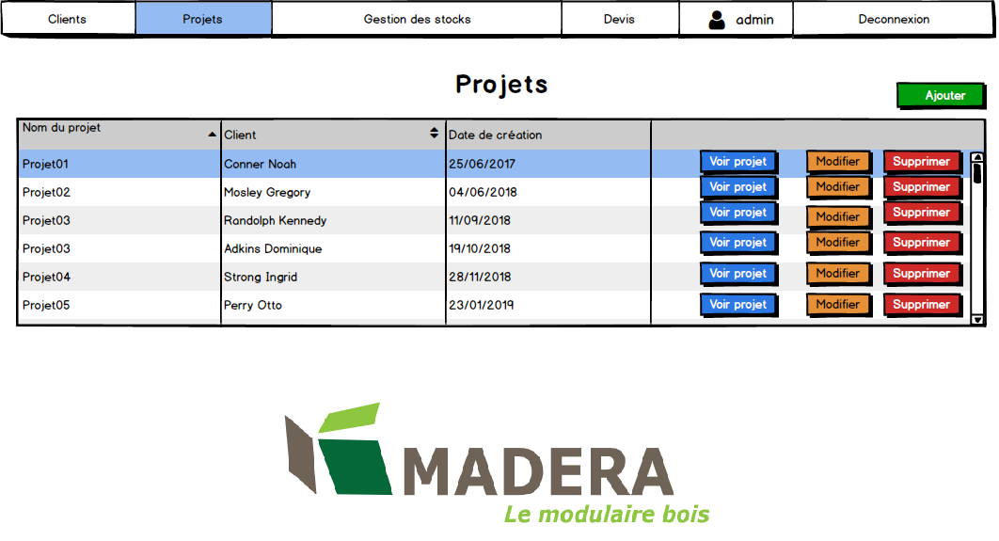 Clients Projets Gestion des stocks Devis admin Deconnexion
Projets
Ajouter
Nom du projet Client Date de création
Projet01 Conner Noah 25/06/2017 Voir projet Modifier Supprimer
Projet02 Mosley Gregory 04/06/2018 Voir projet Modifier Supprimer
Projet03 Randolph Kennedy 11/09/2018 Voir projet Modifier Supprimer
Projet03 Adkins Dominique 19/10/2018 Voir projet Modifier Supprimer
Projet04 Strong Ingrid 28/11/2018 Voir projet Modifier Supprimer
Projet05 Perry Otto 23/01/2019 Voir projet Modifier Supprimer
MADERA
Le modulaire bois